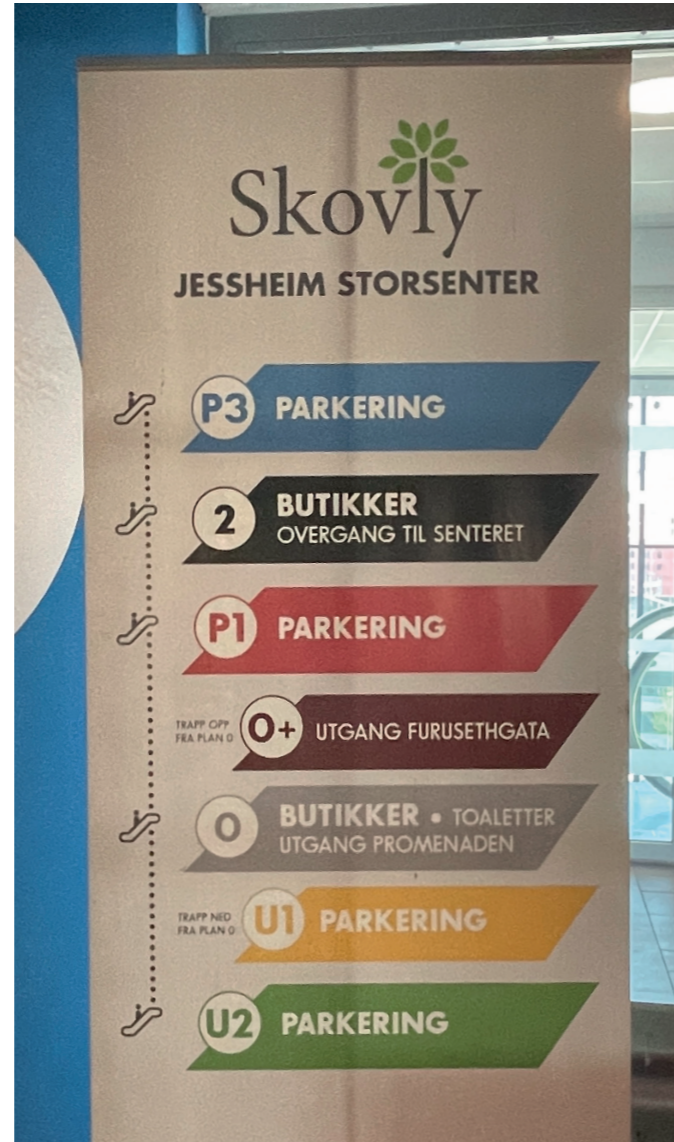 Skovly
JESSHEIM STORSENTER
P3 PARKERING
2 BUTIKKER
OVERGANG TIL SENTERET
P1 PARKERING
TRAPP OPP
FRA PLAN 0
0+ UTGANG FURUSETHGATA
0 BUTIKKER • TOALETTER
UTGANG PROMENADEN
TRAPP NED
FRA PLAN 0
U1 PARKERING
U2 PARKERING